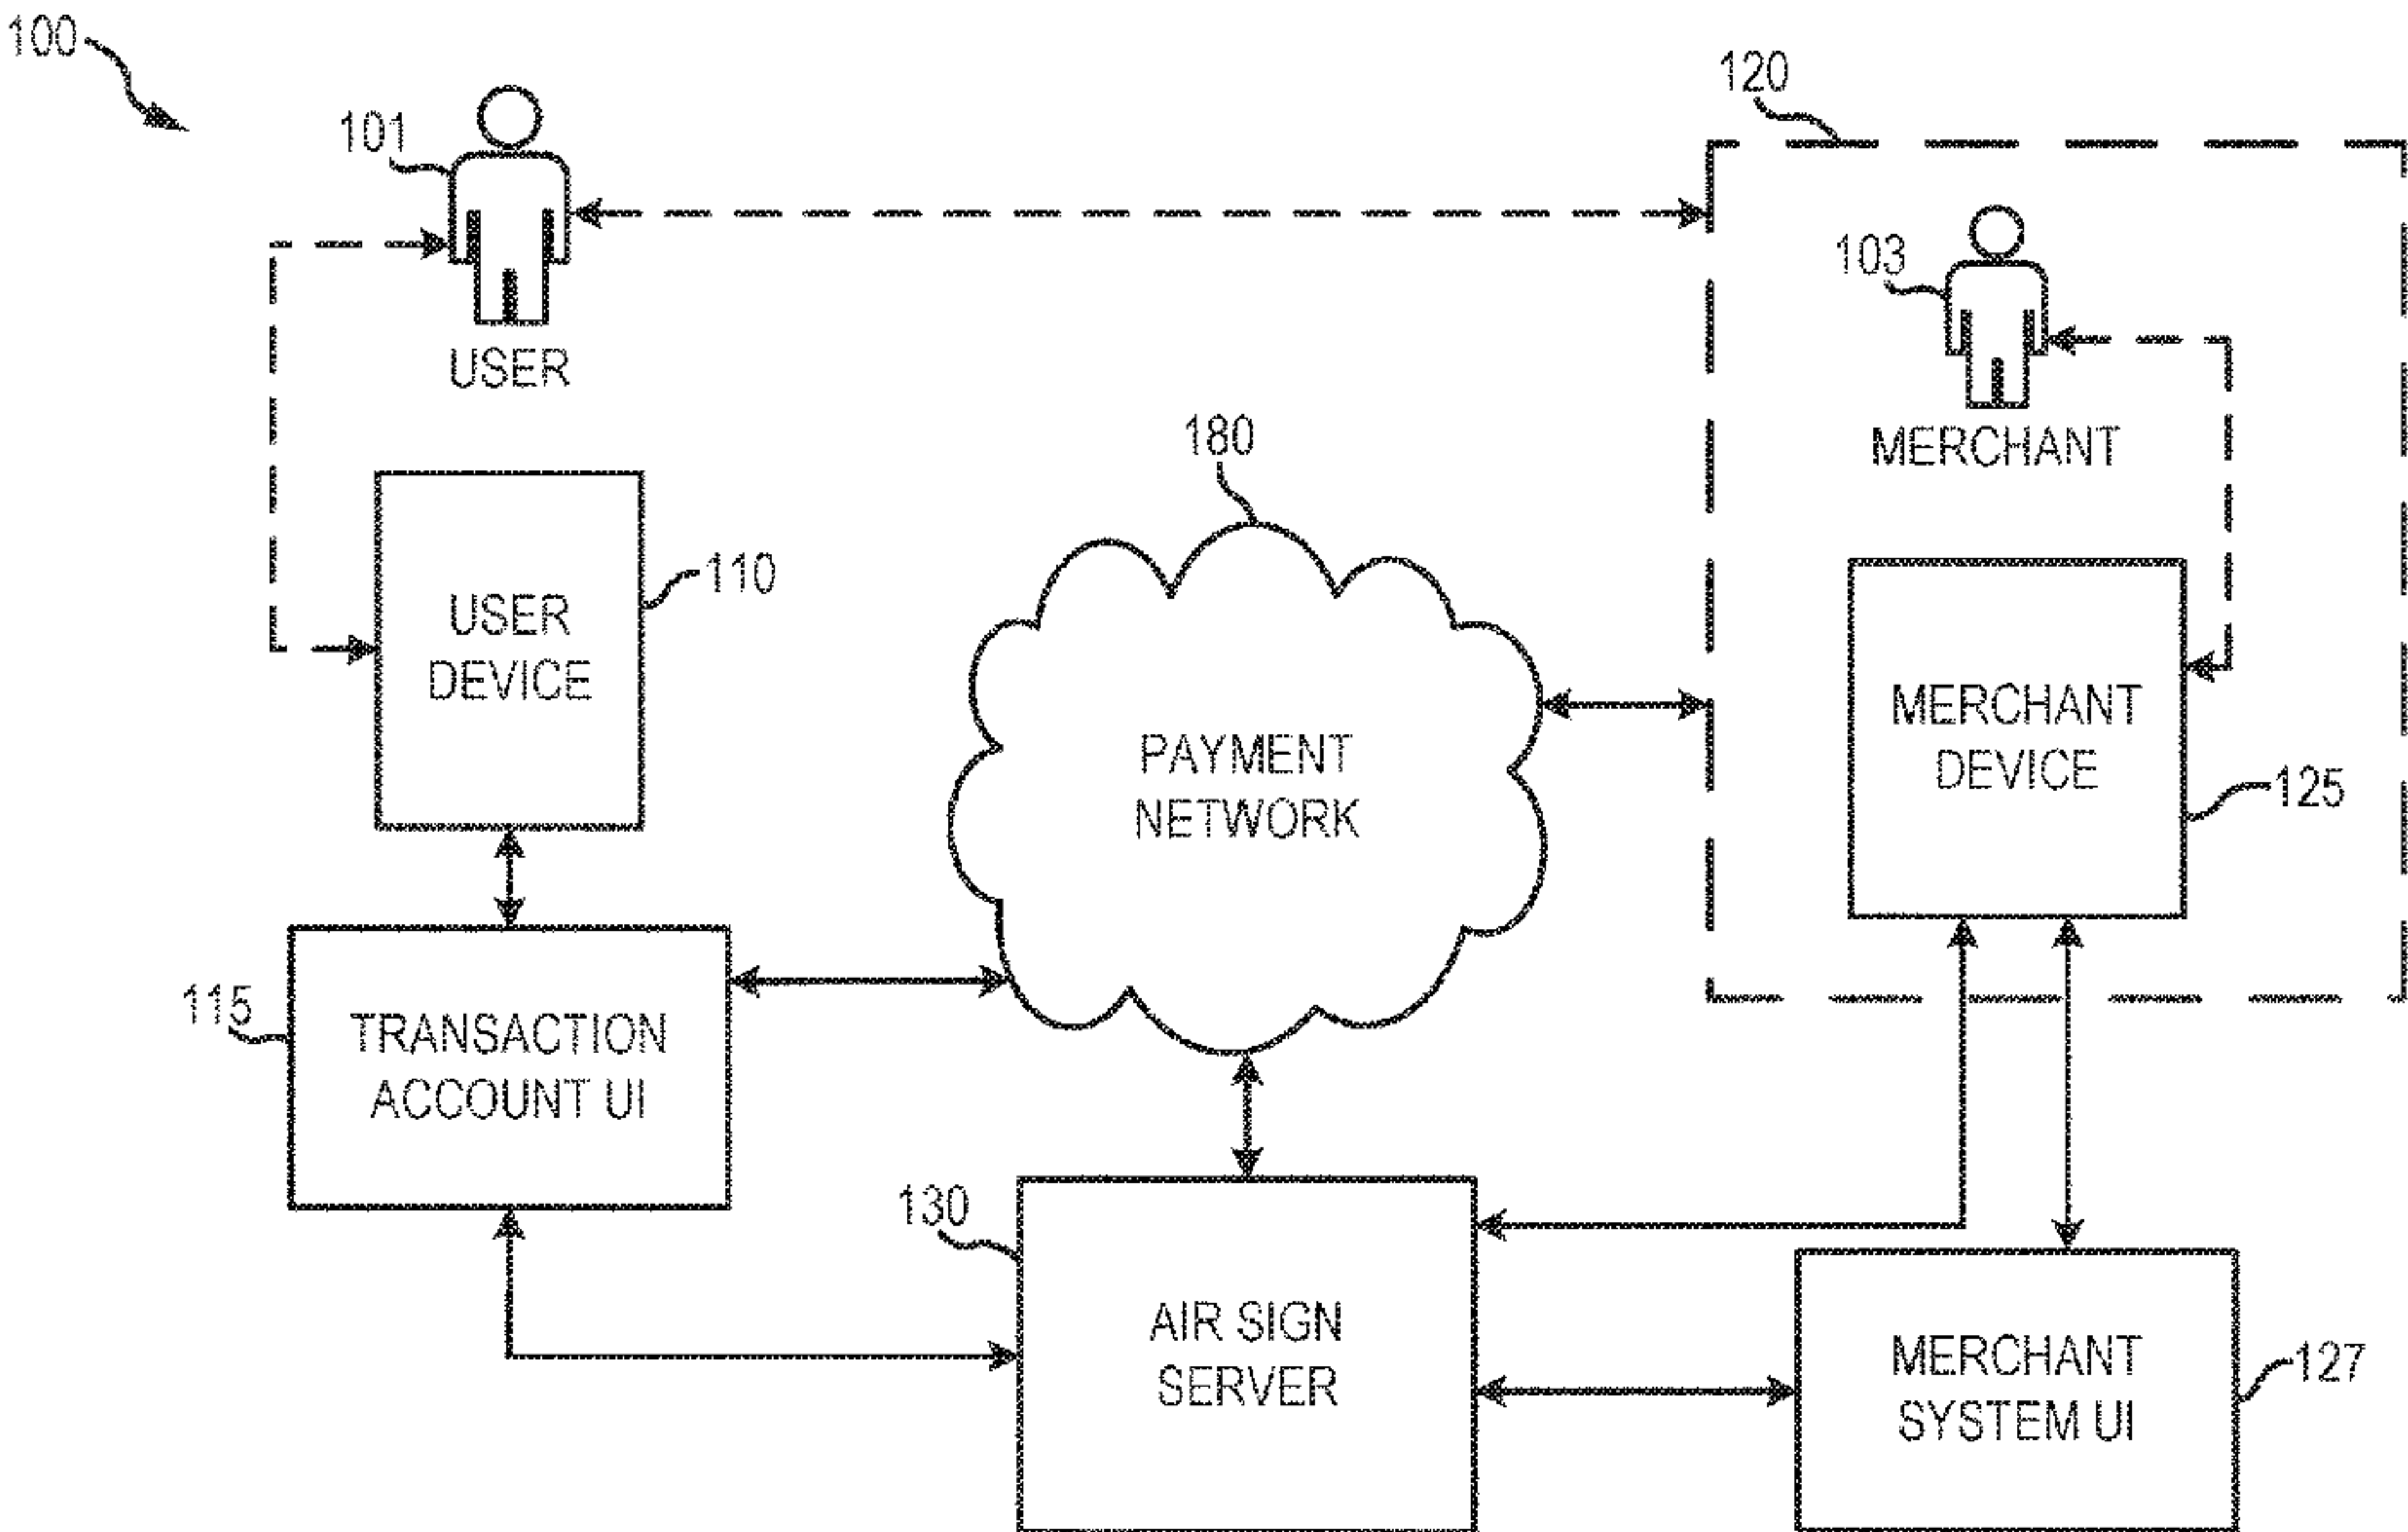 100
101
120
103
USER
MERCHANT
180
USER
DEVICE
110
PAYMENT
NETWORK
MERCHANT
DEVICE
125
115
TRANSACTION
ACCOUNT UI
130
AIR SIGN
SERVER
MERCHANT
SYSTEM UI
127